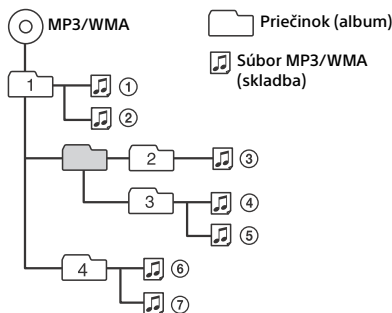 MP3/WMA
Priečinok (album)
Súbor MP3/WMA
(skladba)
1
①
②
2
③
3
④
⑤
4
⑥
⑦